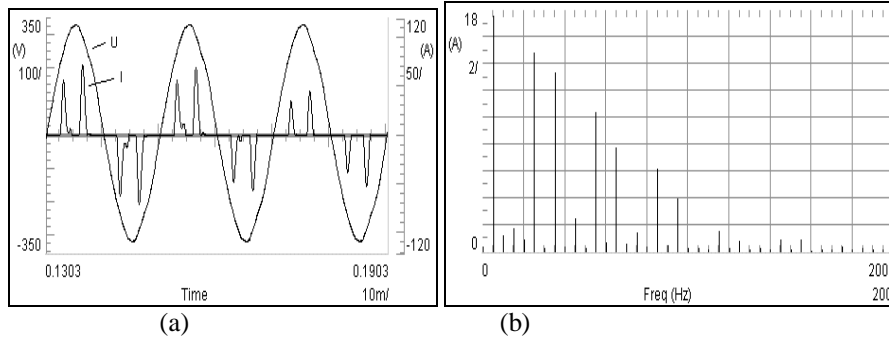 350
(V)
100/
-350
U
I
120
(A)
50/
-120
0.1303
0.1903
Time
10m/
(a)
18
(A)
2/
0
0
200
Freq (Hz)
200
(b)